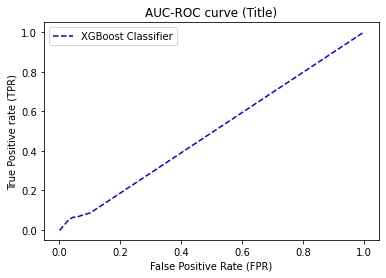 AUC-ROC curve (Title)
XGBoost Classifier
True Positive rate (TPR)
1.0
0.8
0.6
0.4
0.2
0.0
0.0 0.2 0.4 0.6 0.8 1.0
False Positive Rate (FPR)